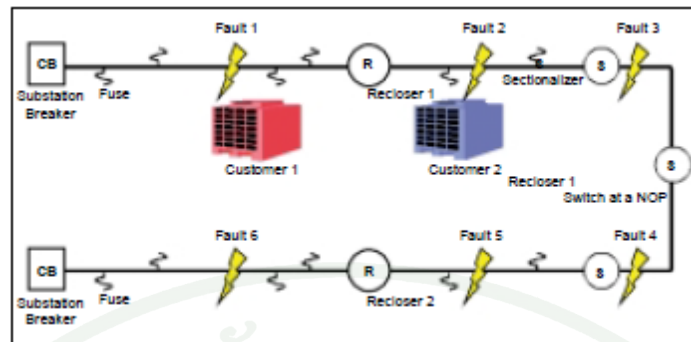 Fault 1
Fault 2
Fault 3
CB
R
S
Fuse
Recloser 1
Sectionalizer
Substation
Breaker
Customer 1
Customer 2
Recloser 1
S
Switch at a NOP
Fault 6
Fault 5
Fault 4
CB
R
S
Fuse
Recloser 2
Substation
Breaker